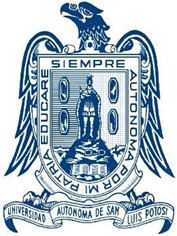 SIEMPRE AUTONOMA
POR MI PATRIA EDUCARE
UNIVERSIDAD AUTONOMA DE SAN LUIS POTOSI